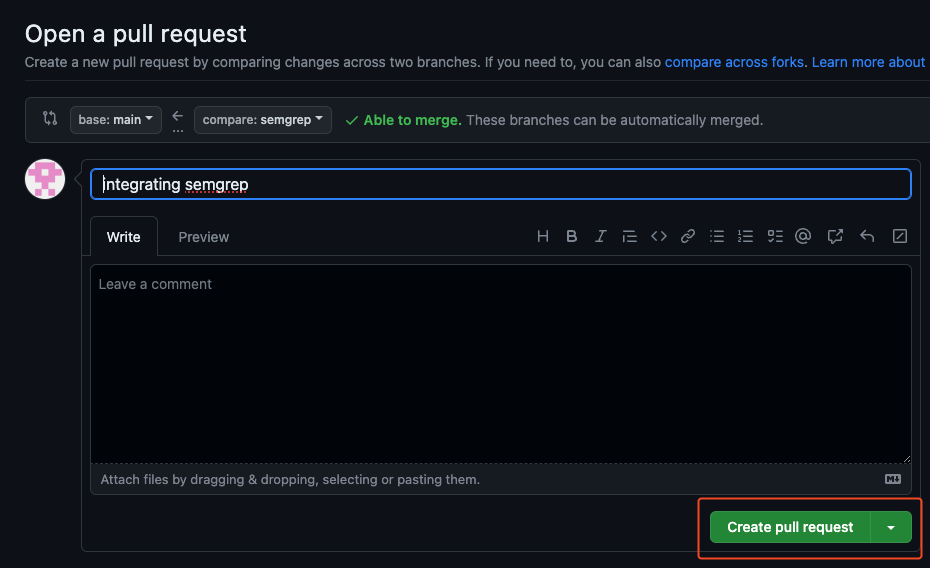 Open a pull request
Create a new pull request by comparing changes across two branches. If you need to, you can also compare across forks. Learn more about
base: main ← ... compare: semgrep ✓ Able to merge. These branches can be automatically merged.
integrating semgrep
Write Preview
Leave a comment
Attach files by dragging & dropping, selecting or pasting them.
Create pull request